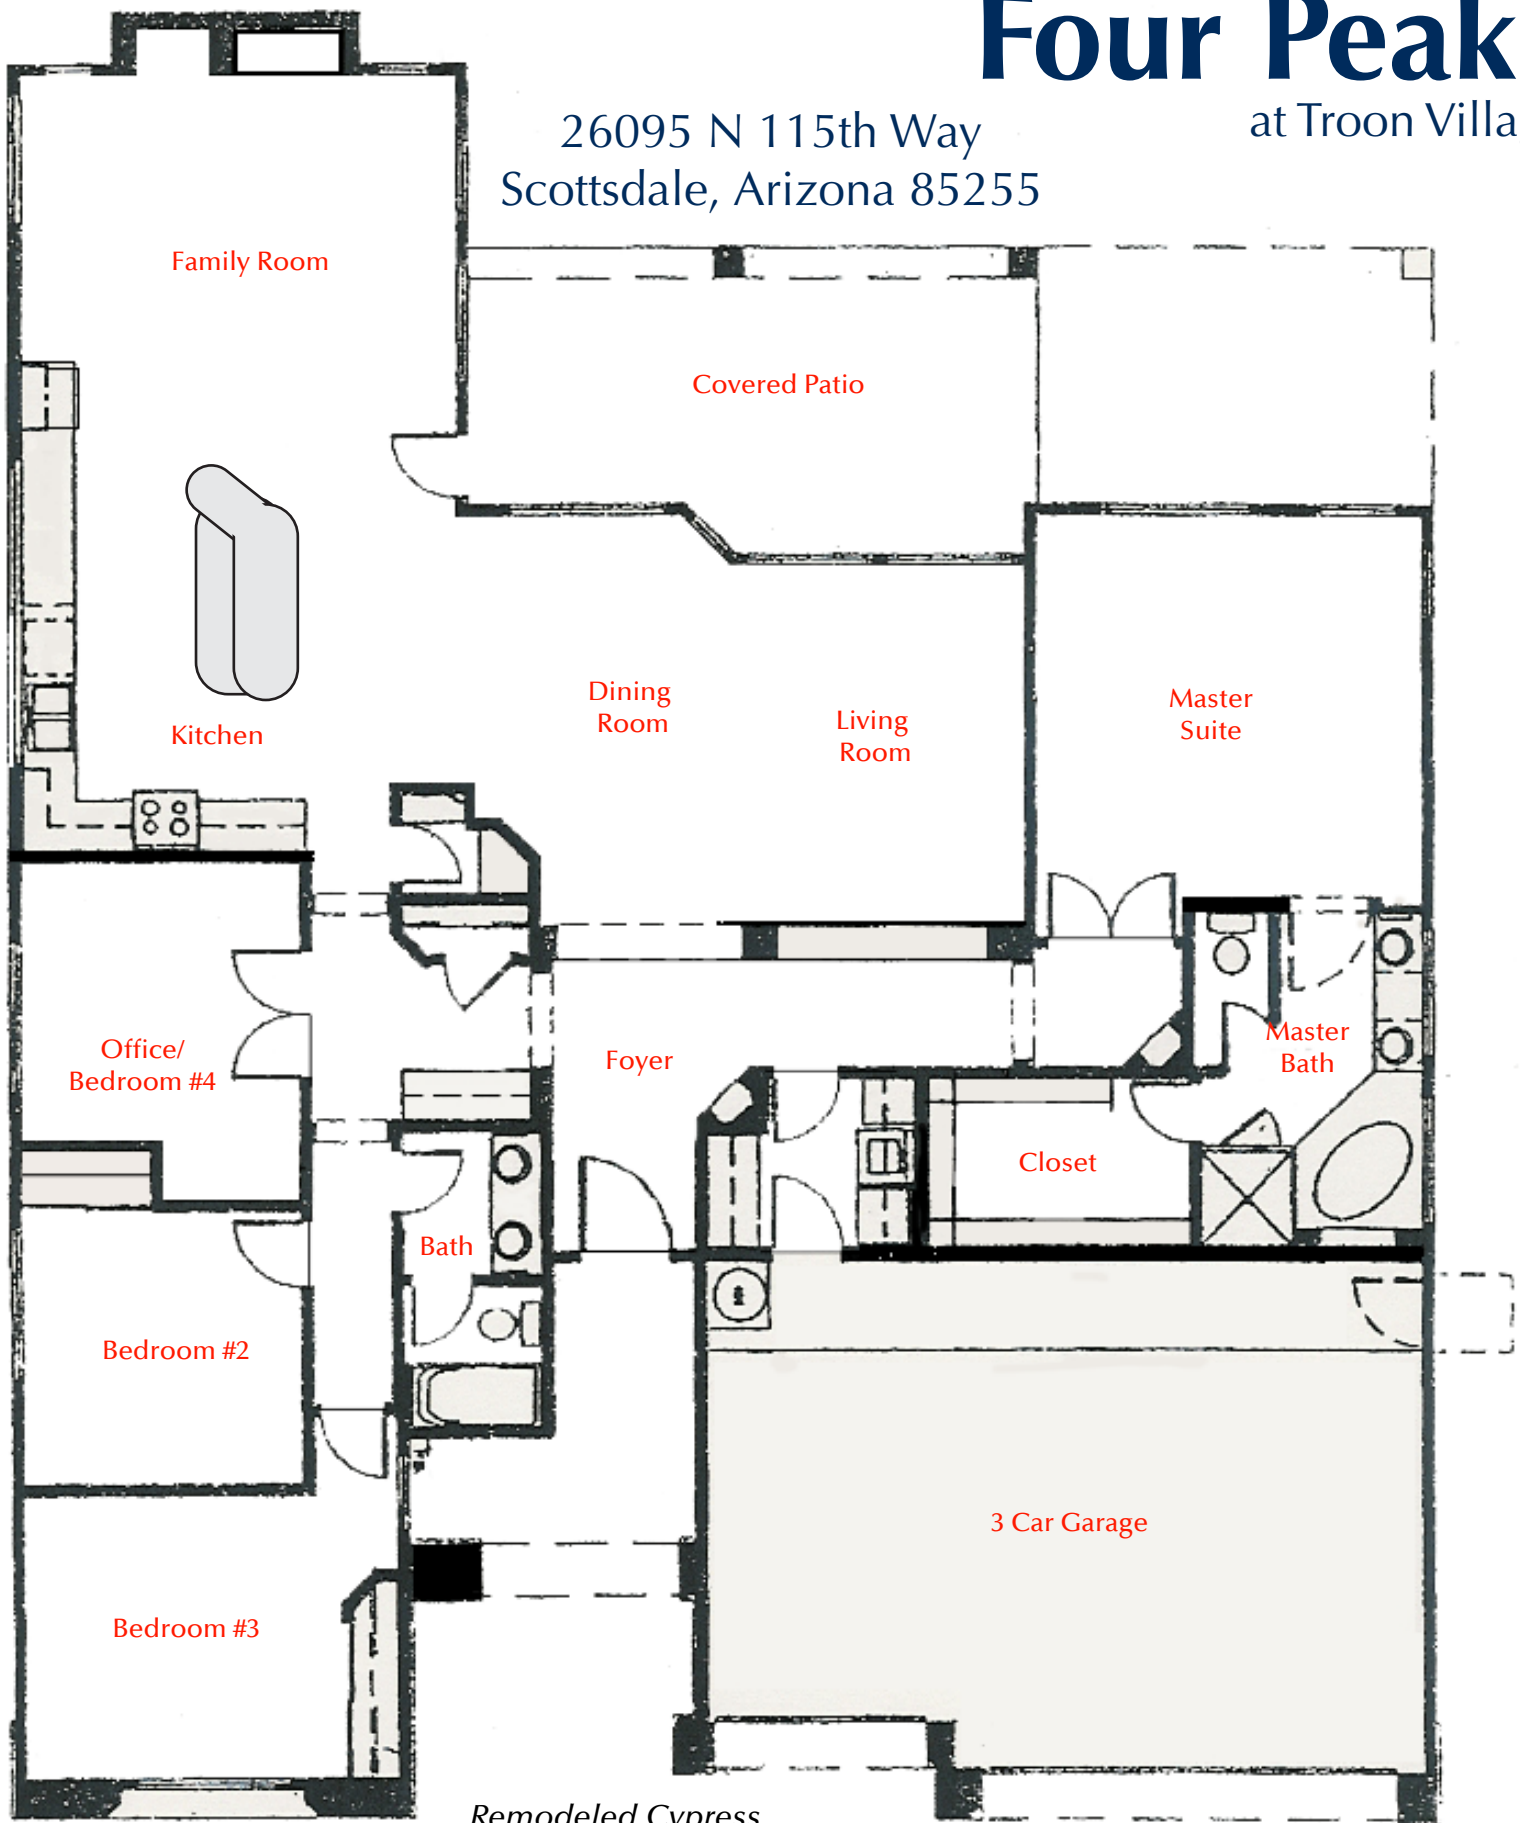 Four Peak
at Troon Villa
26095 N 115th Way
Scottsdale, Arizona 85255
Family Room
Covered Patio
Dining
Room
Living
Room
Master
Suite
Kitchen
Office/
Bedroom #4
Foyer
Master
Bath
Closet
Bath
Bedroom #2
3 Car Garage
Bedroom #3
Remodeled Cypress